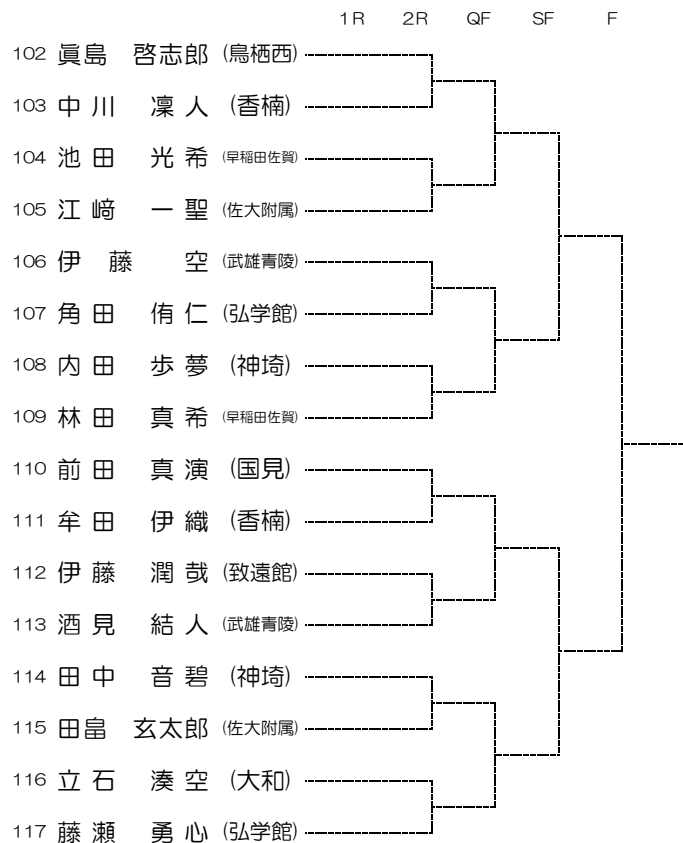 1R 2R QF SF F
102 眞島 啓志郎 (鳥栖西)
103 中川 凜人 (香楠)
104 池田 光希 (早稲田佐賀)
105 江﨑 一聖 (佐大附属)
106 伊藤 空 (武雄青陵)
107 角田 侑仁 (弘学館)
108 内田 歩夢 (神埼)
109 林田 真希 (早稲田佐賀)
110 前田 真演 (国見)
111 牟田 伊織 (香楠)
112 伊藤 潤哉 (致遠館)
113 酒見 結人 (武雄青陵)
114 田中 音碧 (神埼)
115 田畠 玄太郎 (佐大附属)
116 立石 湊空 (大和)
117 藤瀬 勇心 (弘学館)